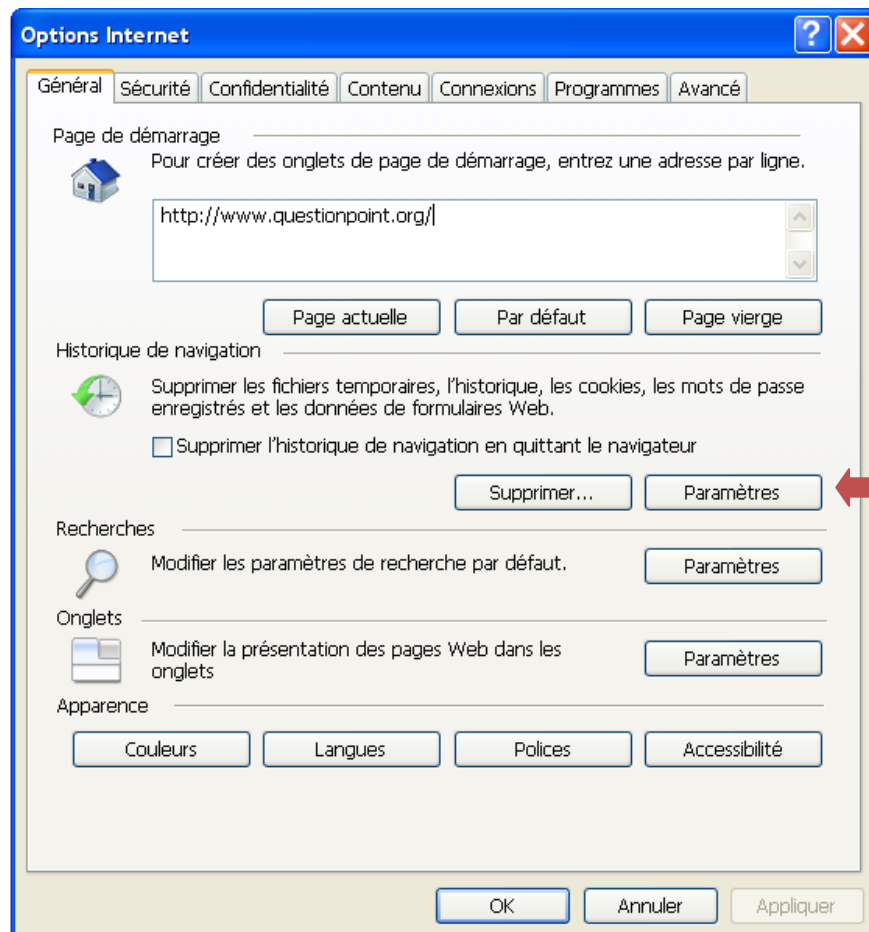 Options Internet
Général Sécurité Confidentialité Contenu Connexions Programmes Avancé
Page de démarrage
Pour créer des onglets de page de démarrage, entrez une adresse par ligne.
http://www.questionpoint.org/
Page actuelle Par défaut Page vierge
Historique de navigation
Supprimer les fichiers temporaires, l'historique, les cookies, les mots de passe
enregistrés et les données de formulaires Web.
Supprimer l'historique de navigation en quittant le navigateur
Supprimer... Paramètres
Recherches
Modifier les paramètres de recherche par défaut. Paramètres
Onglets
Modifier la présentation des pages Web dans les
onglets
Paramètres
Apparence
Couleurs Langues Polices Accessibilité
OK Annuler Appliquer